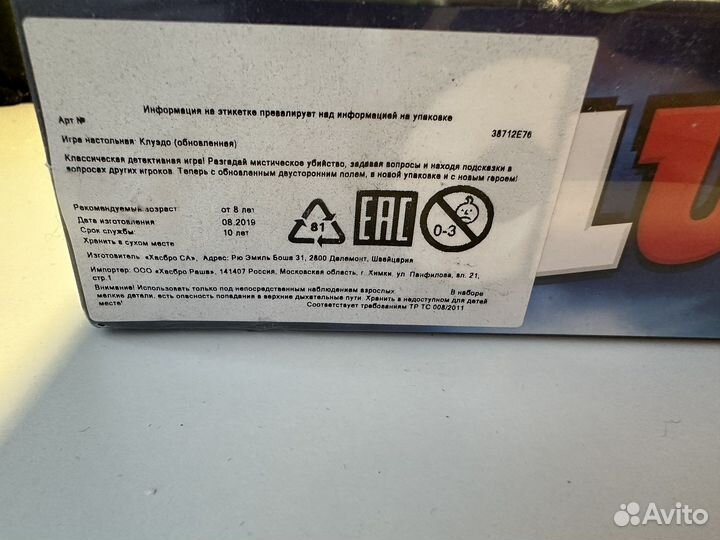 Информация на этикетке превалирует над информацией на упаковке
Арт № 38712E76
Игра настольная: Клуэдо (обновленная)
Классическая детективная игра! Разгадай мистическое убийство, задавая вопросы и находя подсказки в
вопросах других игроков. Теперь с обновленным двусторонним полем, в новой упаковке и с новым героем!
Рекомендуемый возраст: от 8 лет
Дата изготовления 08.2019
Срок службы: 10 лет
Хранить в сухом месте
81
EAC
0-3
Изготовитель «Хасбро СА», Адрес: Рю Эмиль Боша 31, 2800 Делемонт, Швейцария
Импортер: ООО «Хасбро Раша», 141407 Россия, Московская область, г. Химки, ул. Панфилова, вл. 21,
стр.1
Внимание! Использовать только под непосредственным наблюдением взрослых. В наборе
мелкие детали, есть опасность попадания в верхние дыхательные пути. Хранить в недоступном для детей
месте! Соответствует требованиям ТР ТС 008/2011
LU
Avito